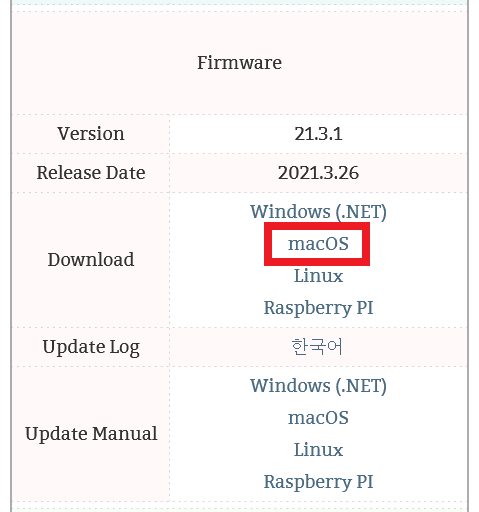 Firmware
Version 21.3.1
Release Date 2021.3.26
Download
Windows (.NET)
macOS
Linux
Raspberry PI
Update Log 한국어
Update Manual
Windows (.NET)
macOS
Linux
Raspberry PI